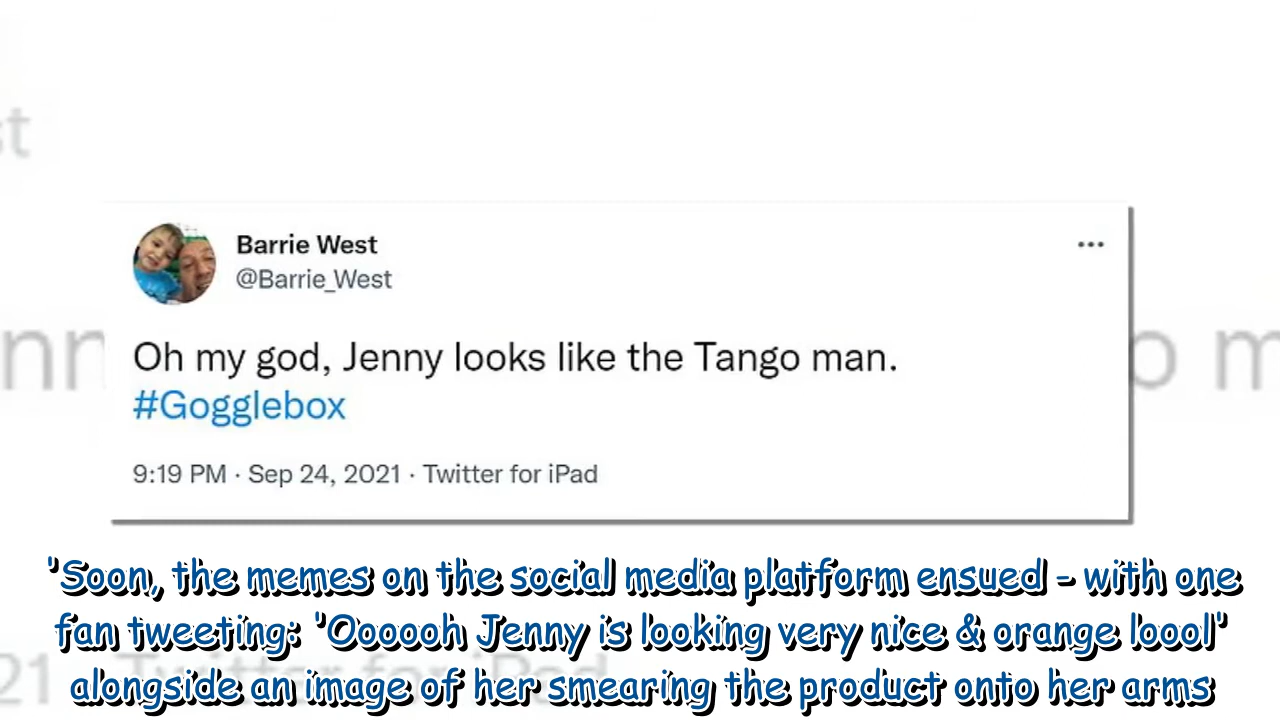 Barrie West
@Barrie_West
Oh my god, Jenny looks like the Tango man.
#Gogglebox
9:19 PM · Sep 24, 2021 · Twitter for iPad
'Soon, the memes on the social media platform ensued - with one
fan tweeting: 'Oooooh Jenny is looking very nice & orange loool'
alongside an image of her smearing the product onto her arms